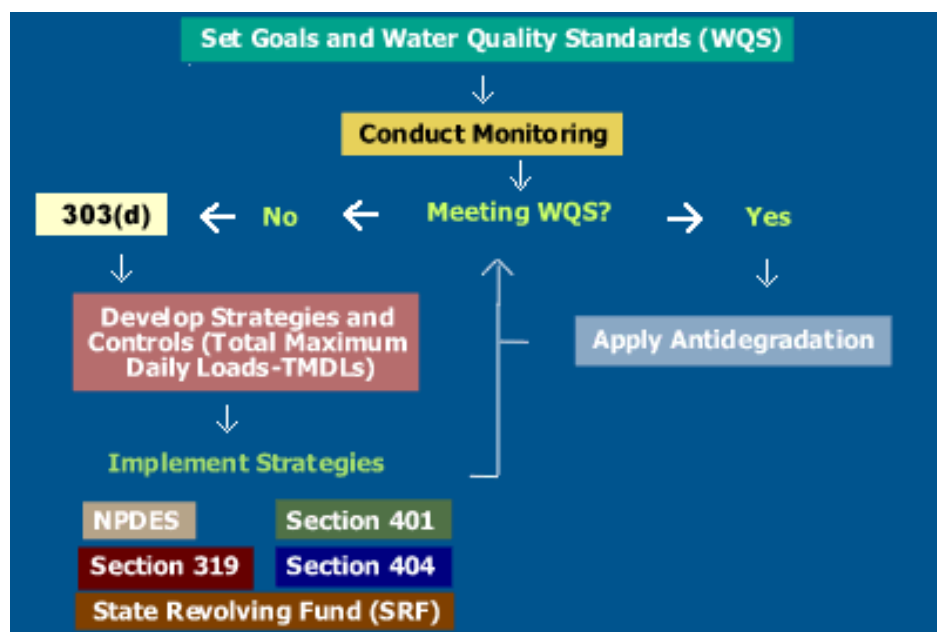 Set Goals and Water Quality Standards (WQS)
Conduct Monitoring
303(d)
No
Meeting WQS?
Yes
Develop Strategies and
Controls (Total Maximum
Daily Loads-TMDLs)
Apply Antidegradation
Implement Strategies
NPDES
Section 401
Section 319
Section 404
State Revolving Fund (SRF)